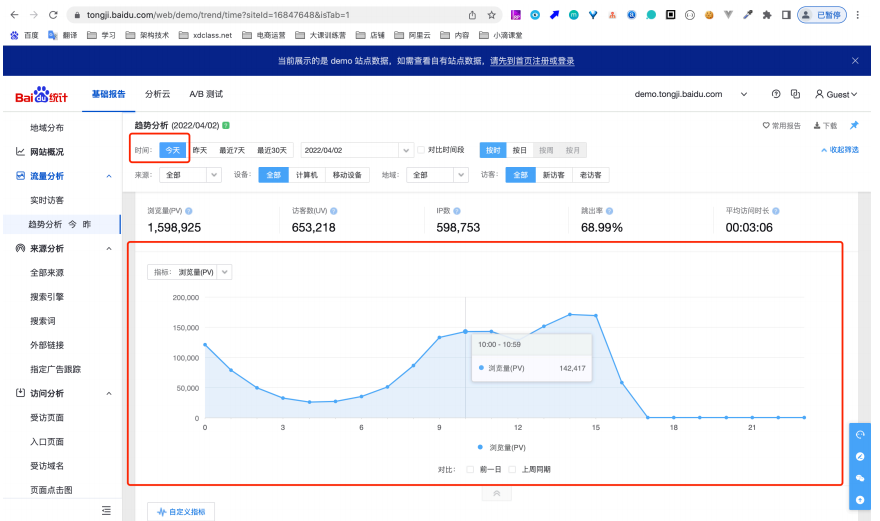 tongji.baidu.com/web/demo/trend/time?siteId=16847648&isTab=1
已暂停
百度 翻译 学习 架构技术 xdclass.net 电商运营 大课训练营 店铺 阿里云 内容 小滴课堂
当前展示的是 demo 站点数据，如需查看自有站点数据，请先到首页注册或登录
Bai du 统计 基础报告 分析云 A/B 测试 demo.tongji.baidu.com Guest
地域分布
网站概况
流量分析
实时访客
趋势分析 今 昨
来源分析
全部来源
搜索引擎
搜索词
外部链接
指定广告跟踪
访问分析
受访页面
入口页面
受访域名
页面点击图
趋势分析 (2022/04/02) 常用报告 下载
时间： 今天 昨天 最近7天 最近30天 2022/04/02 对比时间段 按时 按日 按周 按月 收起筛选
来源： 全部 设备： 全部 计算机 移动设备 地域： 全部 访客： 全部 新访客 老访客
浏览量(PV) 访客数(UV) IP数 跳出率 平均访问时长
1,598,925 653,218 598,753 68.99% 00:03:06
指标： 浏览量(PV)
200,000
150,000
100,000
50,000
0
10:00 - 10:59
浏览量(PV) 142,417
0 3 6 9 12 15 18 21
浏览量(PV)
对比： 前一日 上周同期
自定义指标